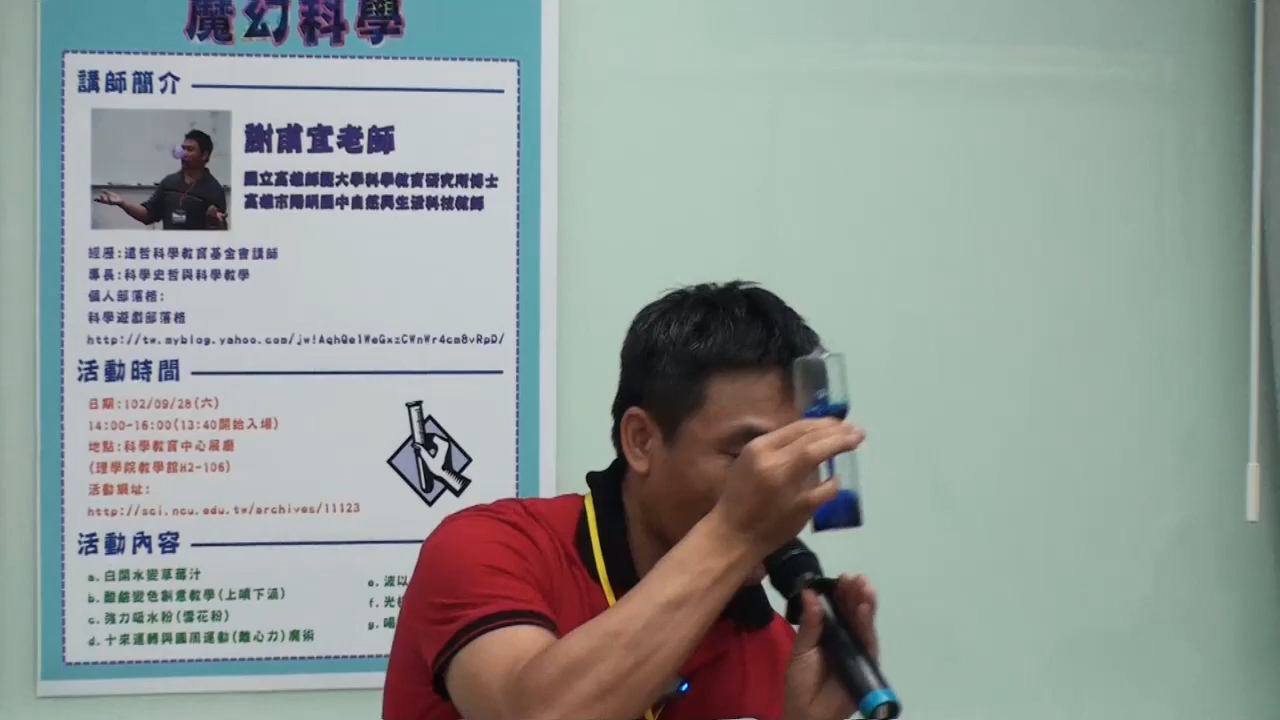 魔幻科學
講師簡介
謝甫宜老師
國立高雄師範大學科學教育研究所博士
高雄市陽明國中自然與生活科技教師
經歷:遠哲科學教育基金會講師
專長:科學史哲與科學教學
個人部落格:
科學遊戲部落格
http://tw.myblog.yahoo.com/jw!AqhQe1WeGxzCWnWr4cm8vRpD/
活動時間
日期:102/09/28(六)
14:00-16:00(13:40開始入場)
地點:科學教育中心展廳
(理學院教學館H2-106)
活動網址:
http://sci.ncu.edu.tw/archives/11123
活動內容
a.白開水變草莓汁
b.酸鹼變色創意教學(上噴下溢)
c.強力吸水粉(雪花粉)
d.十來運轉與圓周運動(離心力)魔術
e.波以
f.光
g.喝